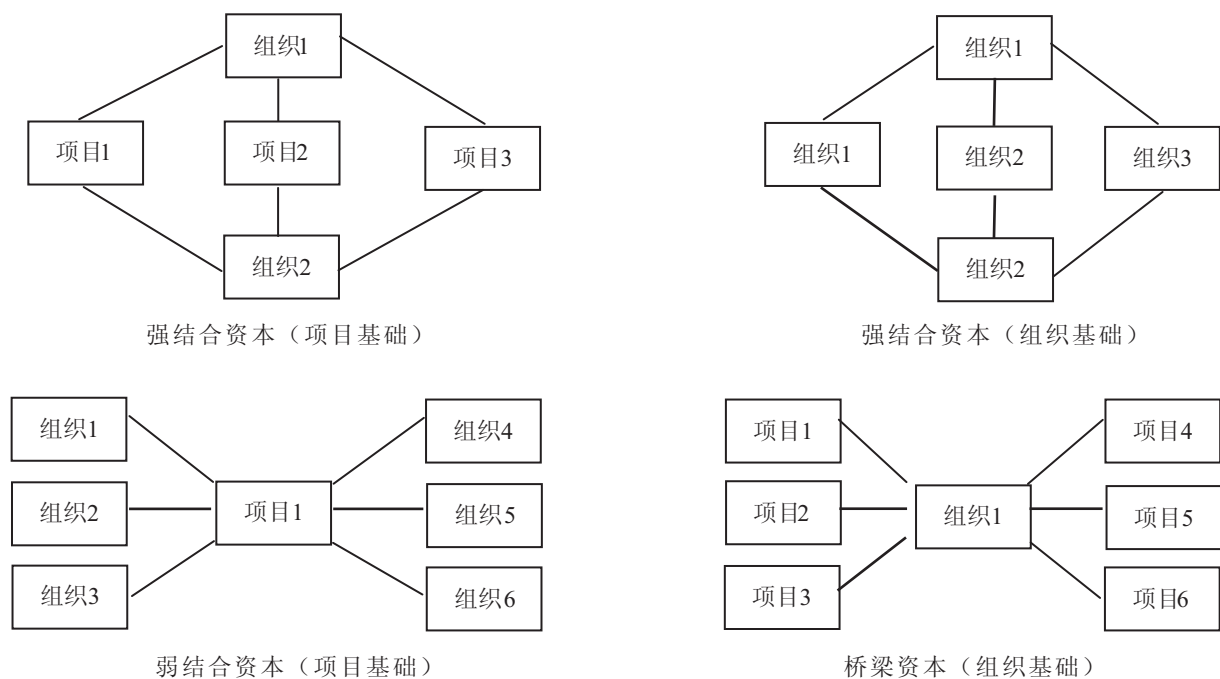 组织1
组织1
项目1
项目2
项目3
组织1
组织2
组织3
组织2
组织2
强结合资本（项目基础）
强结合资本（组织基础）
组织1
组织4
项目1
项目4
组织2
项目1
组织5
项目2
组织1
项目5
组织3
组织6
项目3
项目6
弱结合资本（项目基础）
桥梁资本（组织基础）